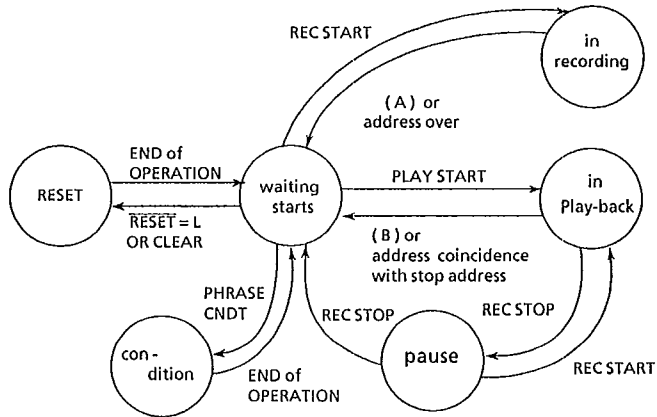 REC START
in
recording
(A) or
address over
END of
OPERATION
RESET
waiting
starts
PLAY START
in
Play-back
RESET = L
OR CLEAR
(B) or
address coincidence
with stop address
PHRASE
CNDT
REC STOP
REC STOP
con -
dition
pause
END of
OPERATION
REC START